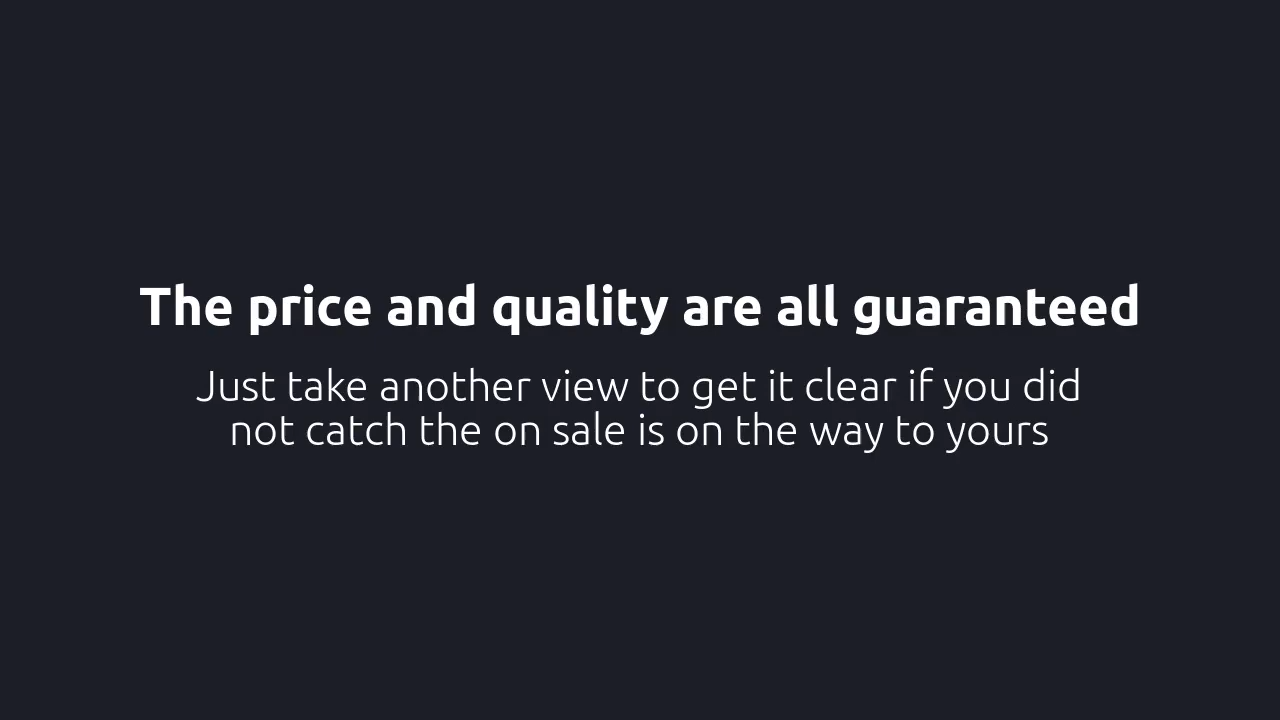 The price and quality are all guaranteed
Just take another view to get it clear if you did
not catch the on sale is on the way to yours